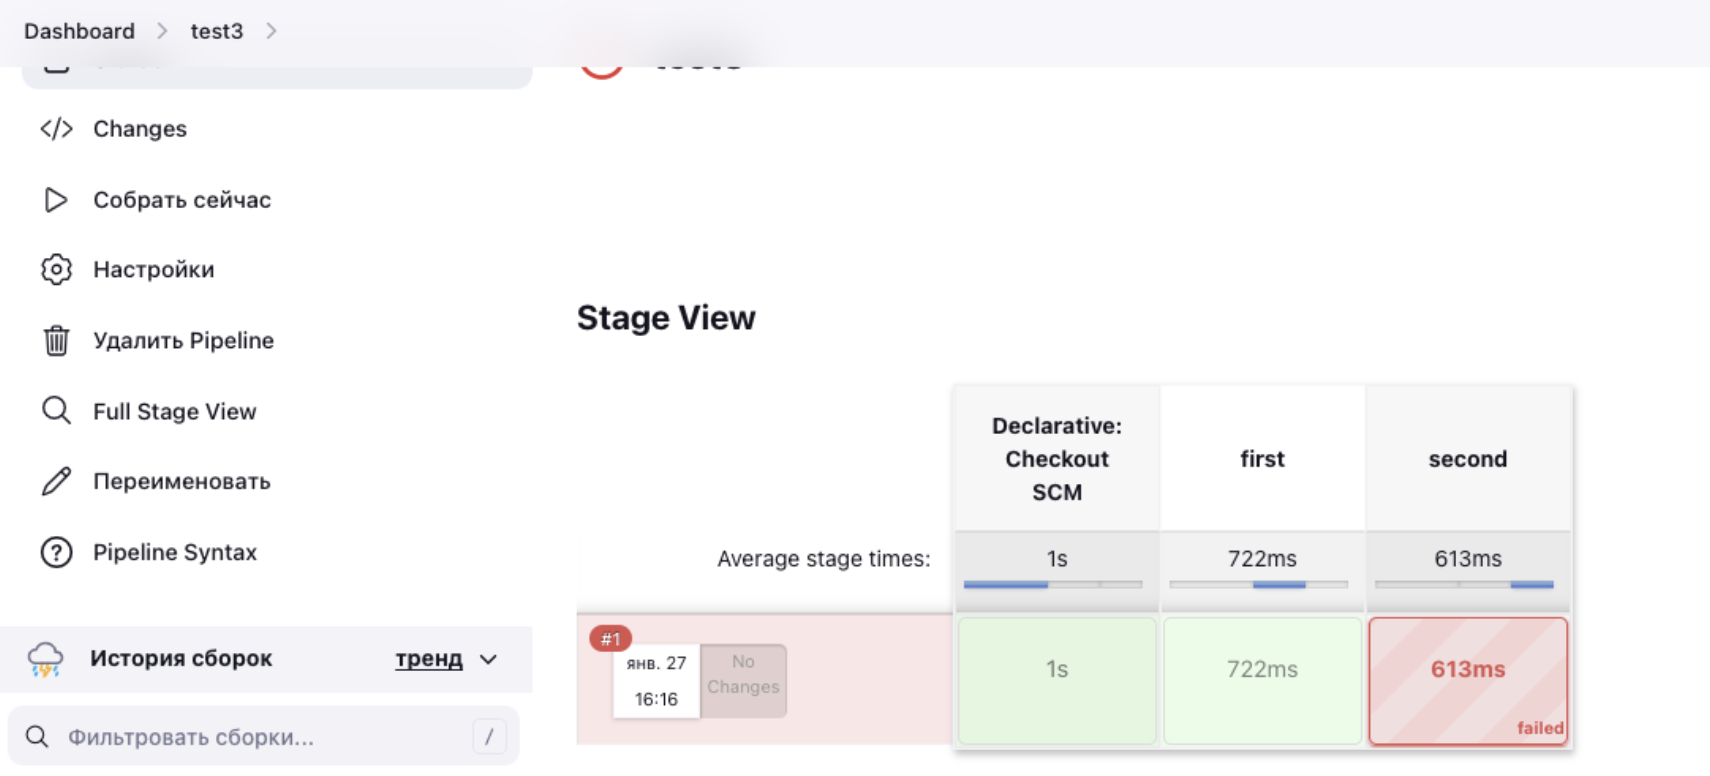 Dashboard
test3
Changes
Собрать сейчас
Настройки
Удалить Pipeline
Full Stage View
Переименовать
Pipeline Syntax
История сборок
тренд
Фильтровать сборки...
/
Stage View
Declarative:
Checkout
SCM
first
second
Average stage times:
1s
722ms
613ms
#1
янв. 27
16:16
No
Changes
1s
722ms
613ms
failed